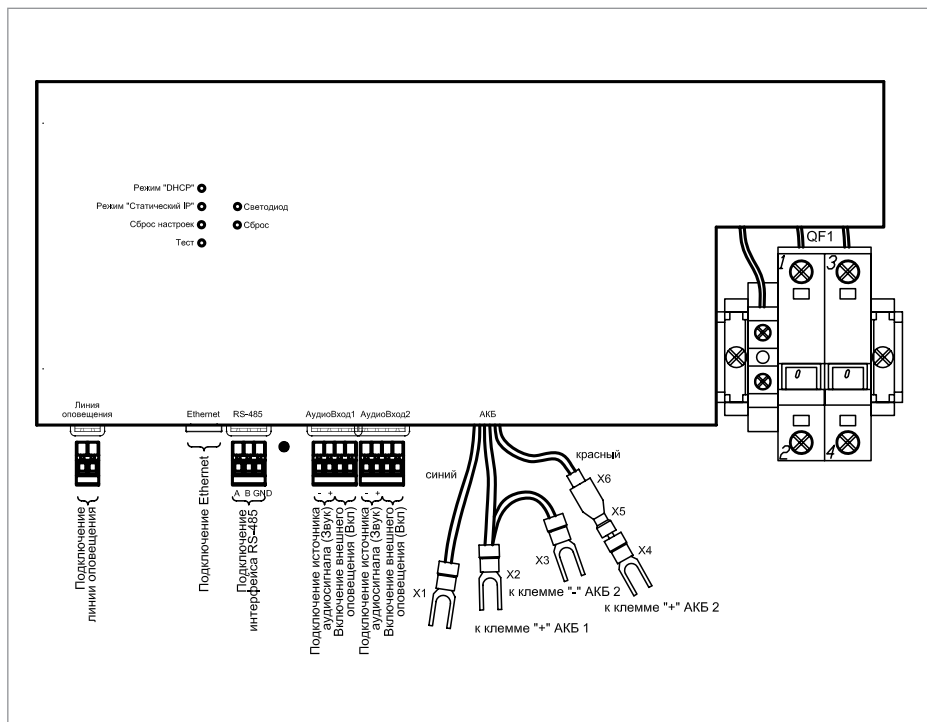 Режим "DHCP"
Режим "Статический IP"
Светодиод
Сброс настроек
Сброс
Тест
QF1
1
3
0
0
2
4
Линия
оповещения
Ethernet
RS-485
АудиоВход1
АудиоВход2
АКБ
A B GND
- +
- +
Подключение
линии оповещения
Подключение Ethernet
Подключение
интерфейса RS-485
Подключение источника
аудиосигнала (Звук)
Включение внешнего
оповещения (Вкл)
Подключение источника
аудиосигнала (Звук)
Включение внешнего
оповещения (Вкл)
синий
красный
X6
X5
X4
X3
X2
X1
к клемме "-" АКБ 2
к клемме "+" АКБ 2
к клемме "+" АКБ 1